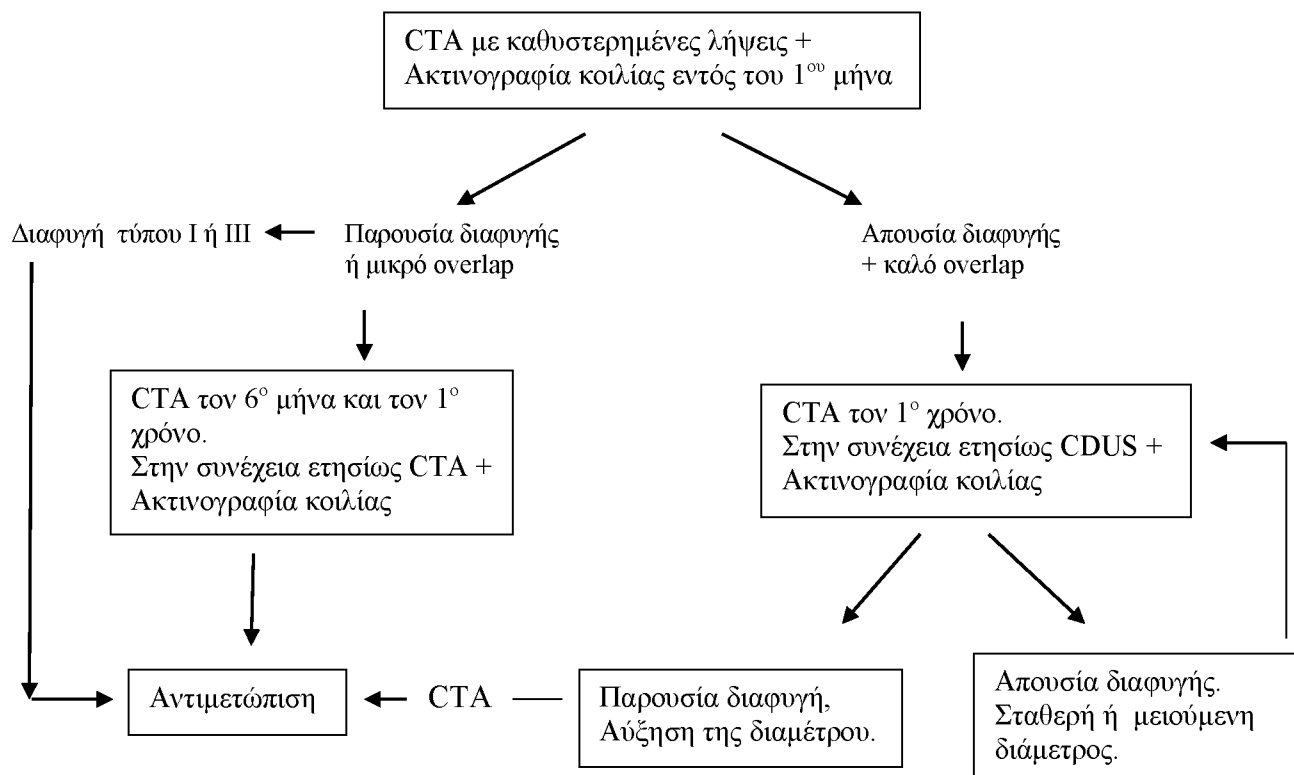 CTA με καθυστερημένες λήψεις +
Ακτινογραφία κοιλίας εντός του 1ου μήνα
Διαφυγή τύπου Ι ή ΙΙΙ
Παρουσία διαφυγής
ή μικρό overlap
Απουσία διαφυγής
+ καλό overlap
CTA τον 6ο μήνα και τον 1ο
χρόνο.
Στην συνέχεια ετησίως CTA +
Ακτινογραφία κοιλίας
CTA τον 1ο χρόνο.
Στην συνέχεια ετησίως CDUS +
Ακτινογραφία κοιλίας
Αντιμετώπιση
CTA
Παρουσία διαφυγή,
Αύξηση της διαμέτρου.
Απουσία διαφυγής.
Σταθερή ή μειούμενη
διάμετρος.